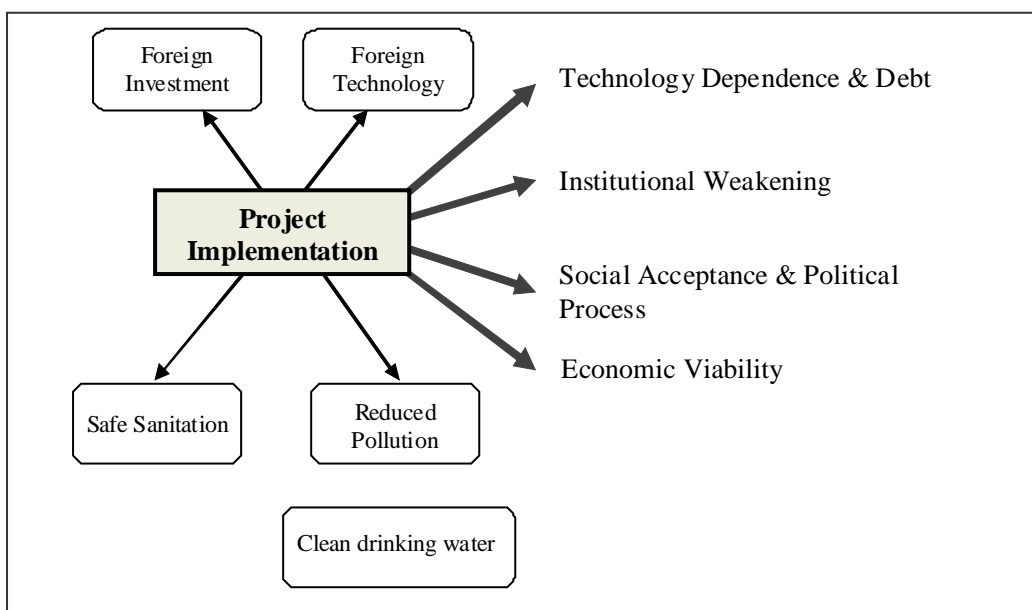 Foreign
Investment
Foreign
Technology
Technology Dependence & Debt
Institutional Weakening
Project
Implementation
Social Acceptance & Political
Process
Economic Viability
Safe Sanitation
Reduced
Pollution
Clean drinking water